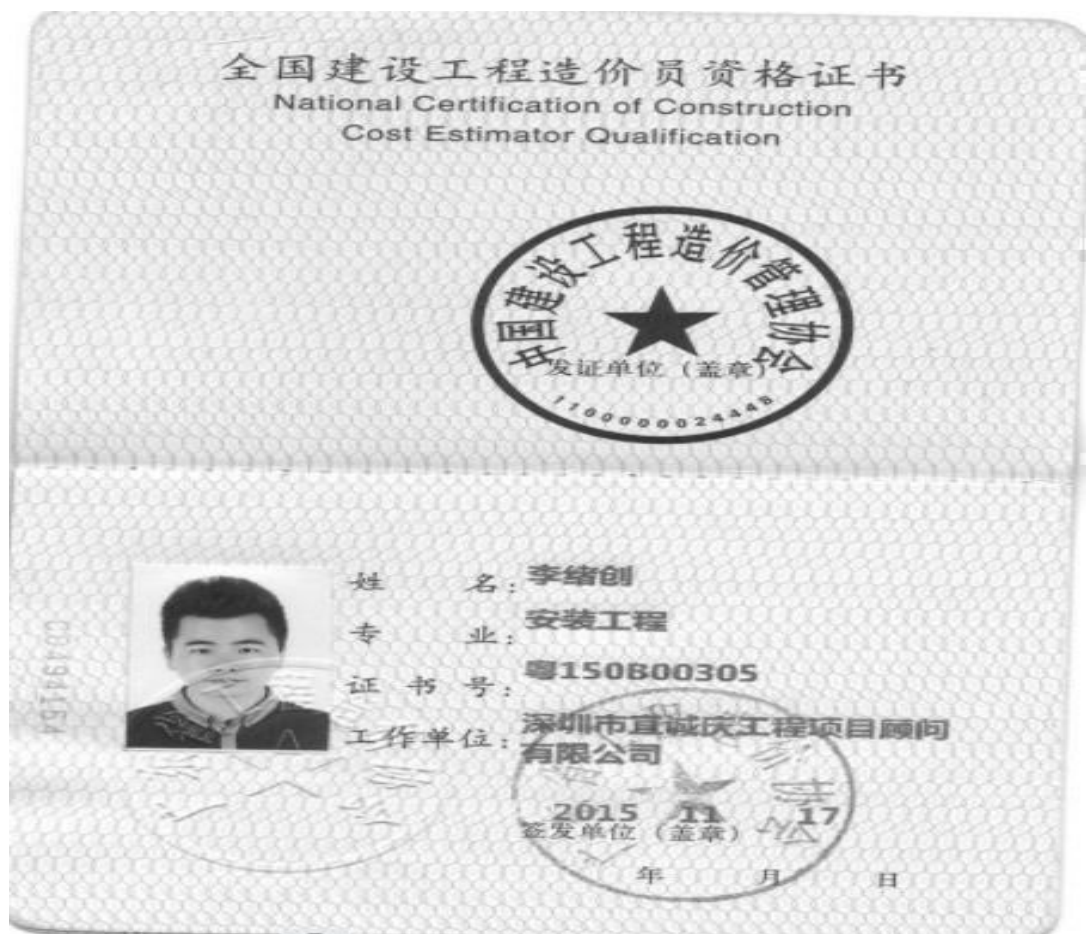 全国建设工程造价员资格证书
National Certification of Construction
Cost Estimator Qualification
中国建设工程造价管理协会
发证单位（盖章）
1100000024448
姓 名：李绪创
专 业：安装工程
证 书 号：粤150B00305
工作单位：深圳市宜诚庆工程项目顾问
有限公司
2015 11 17
签发单位（盖章）
年 月 日